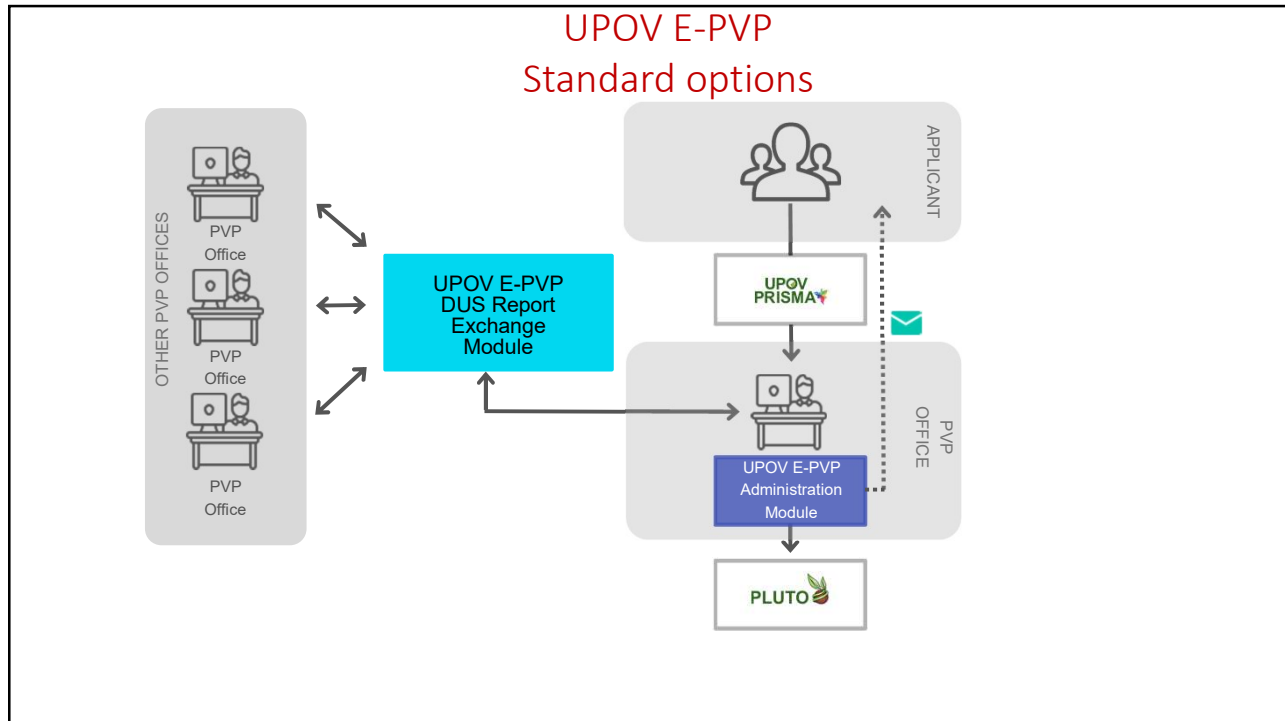 UPOV E-PVP
Standard options
OTHER PVP OFFICES
PVP
Office
PVP
Office
PVP
Office
UPOV E-PVP
DUS Report
Exchange
Module
APPLICANT
UPOV
PRISMA
PVP
OFFICE
UPOV E-PVP
Administration
Module
PLUTO